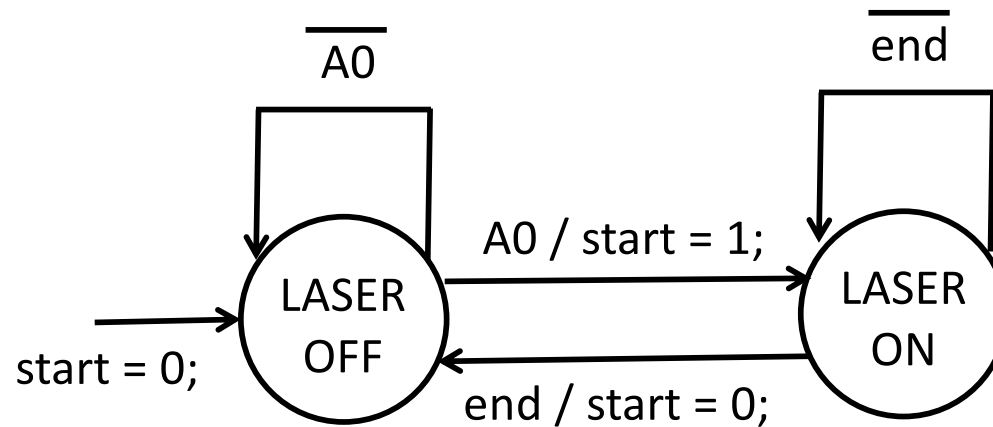 A0
end
A0 / start = 1;
LASER
OFF
LASER
ON
start = 0;
end / start = 0;